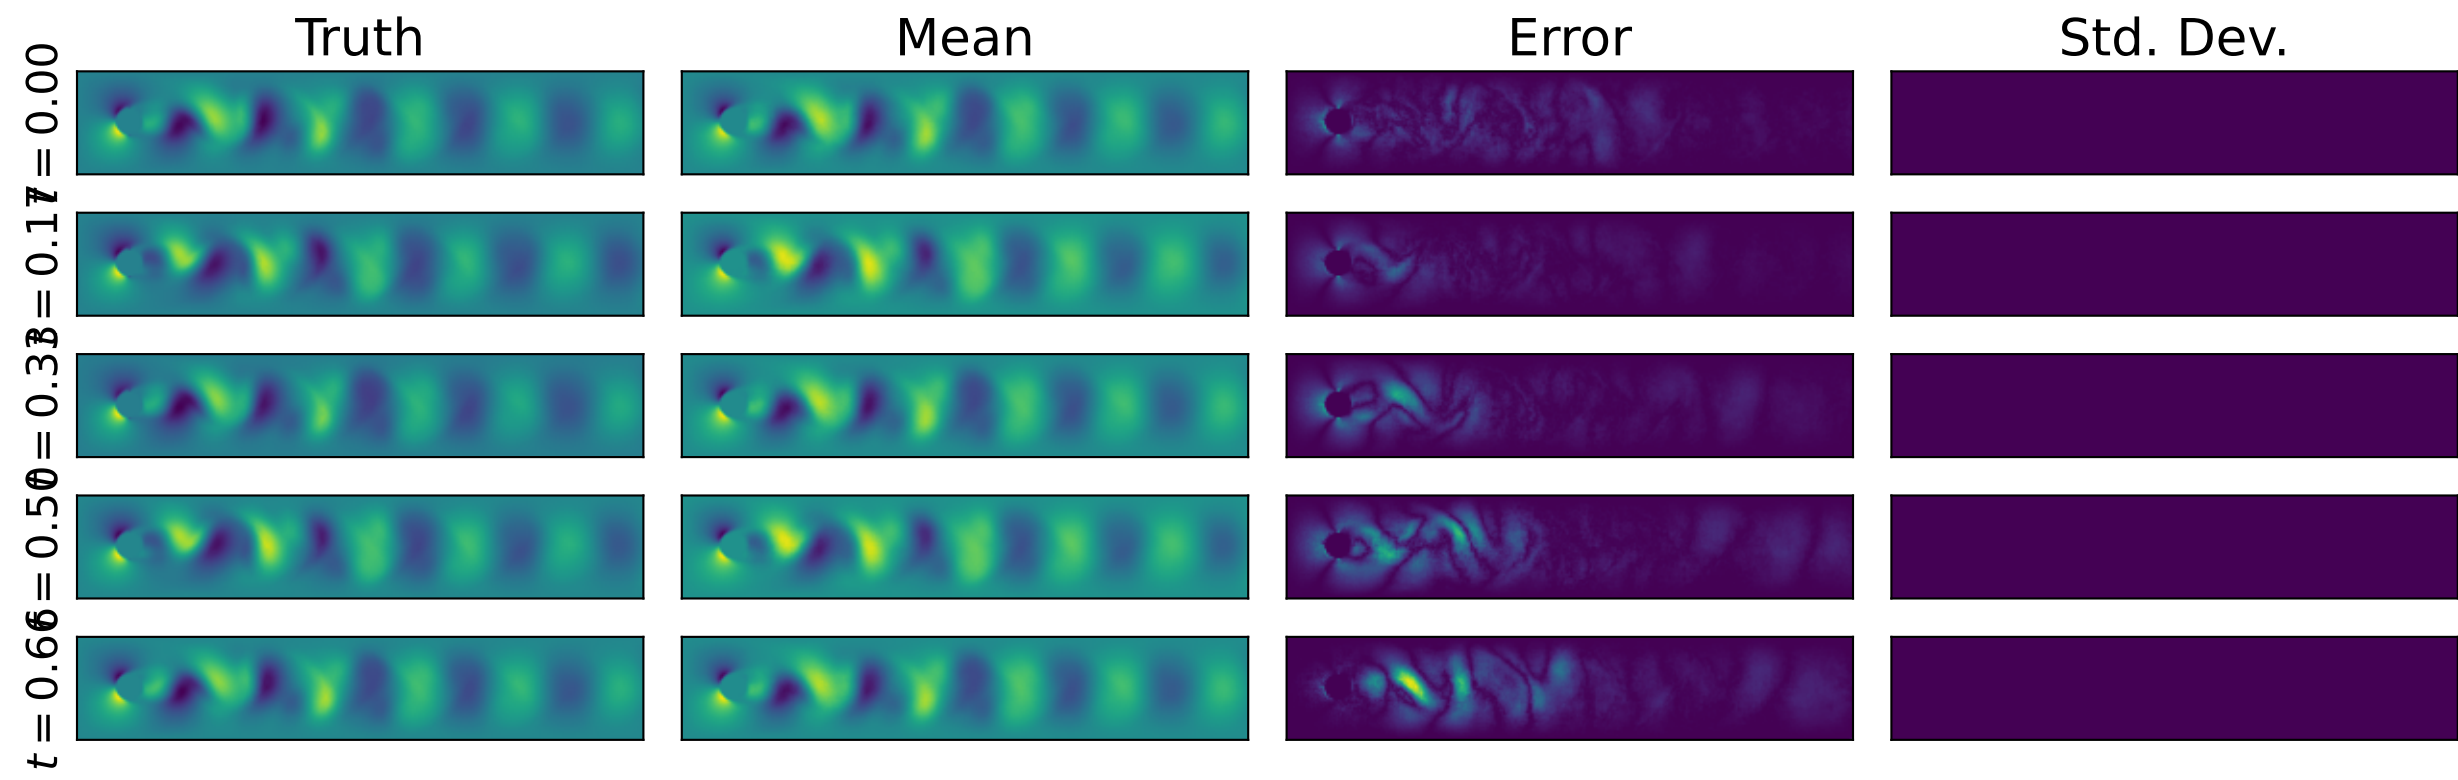 Truth Mean Error Std. Dev.
t = 0.00
t = 0.17
t = 0.33
t = 0.50
t = 0.66